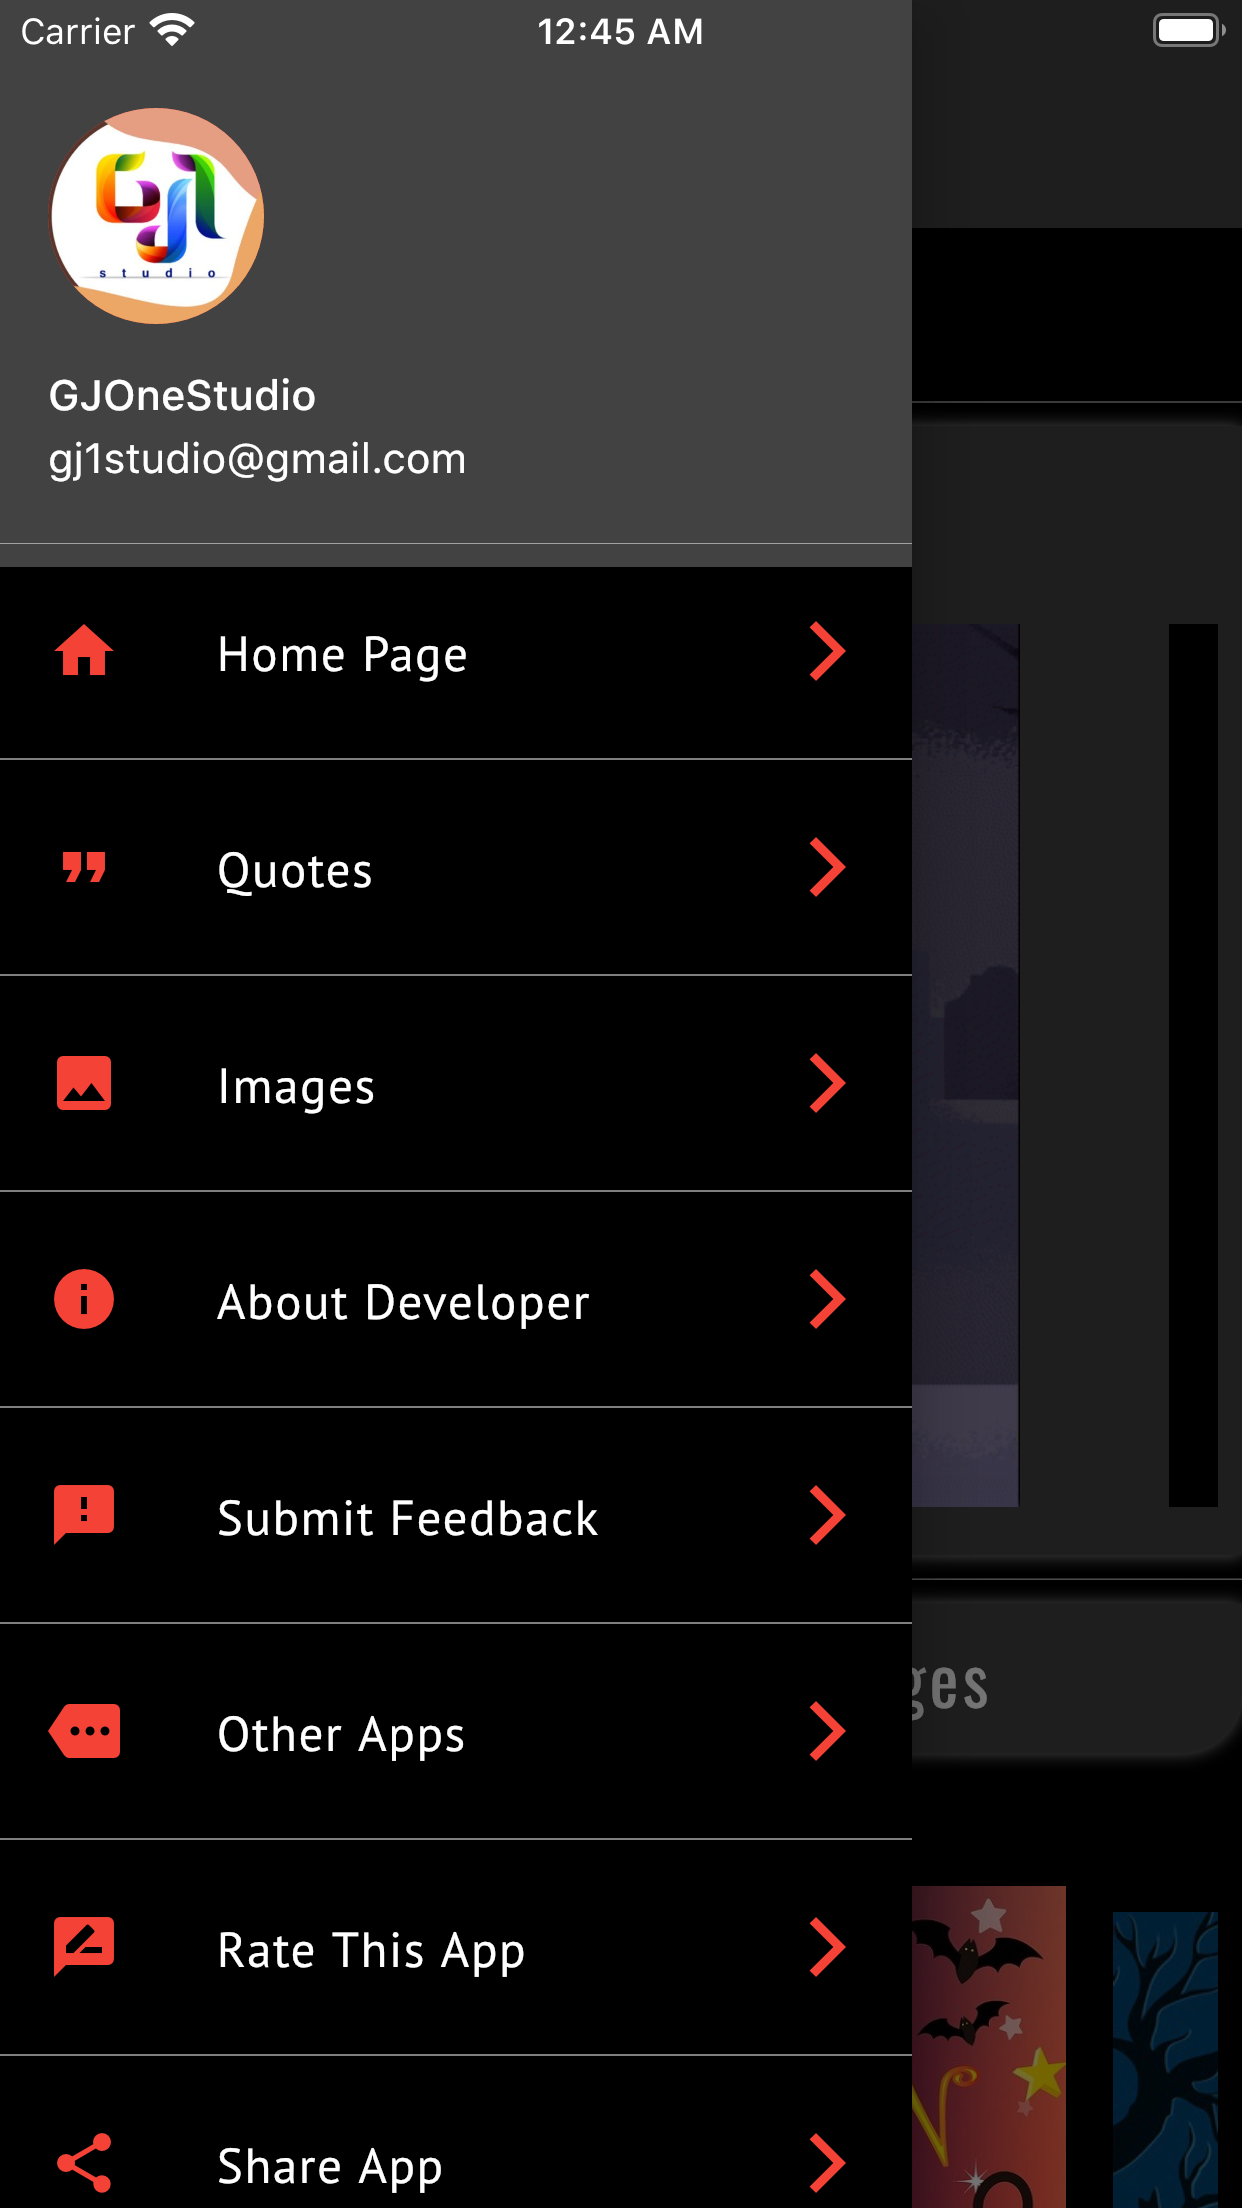 Carrier 12:45 AM
GJ1
studio
GJOneStudio
gj1studio@gmail.com
Home Page
Quotes
Images
About Developer
Submit Feedback
Other Apps
ges
Rate This App
Share App